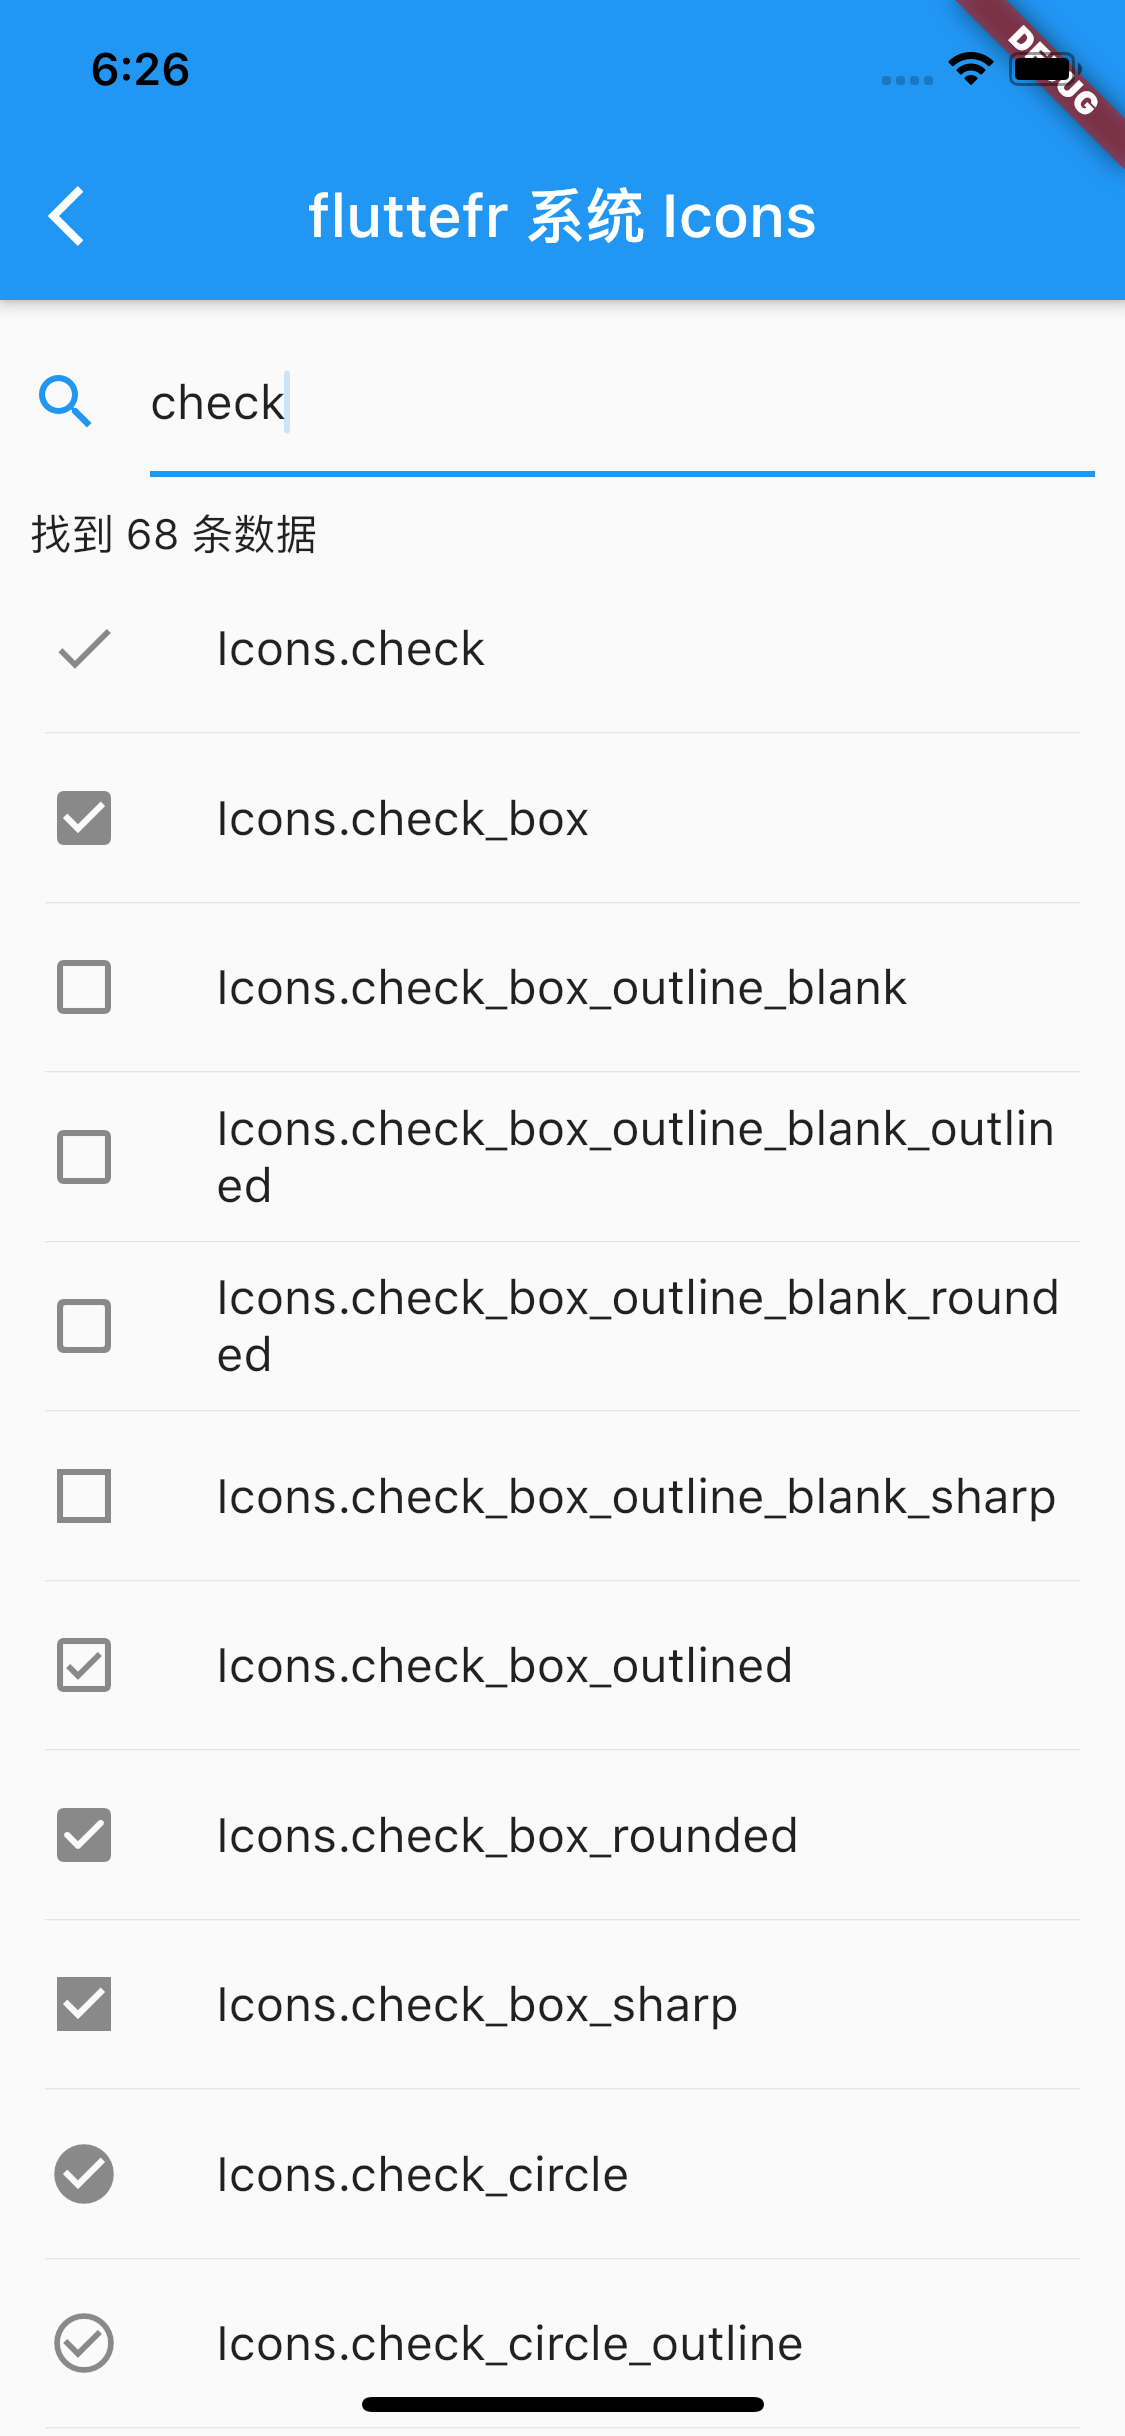 6:26
DEBUG
fluttefr 系统 Icons
check
找到 68 条数据
Icons.check
Icons.check_box
Icons.check_box_outline_blank
Icons.check_box_outline_blank_outlin
ed
Icons.check_box_outline_blank_round
ed
Icons.check_box_outline_blank_sharp
Icons.check_box_outlined
Icons.check_box_rounded
Icons.check_box_sharp
Icons.check_circle
Icons.check_circle_outline